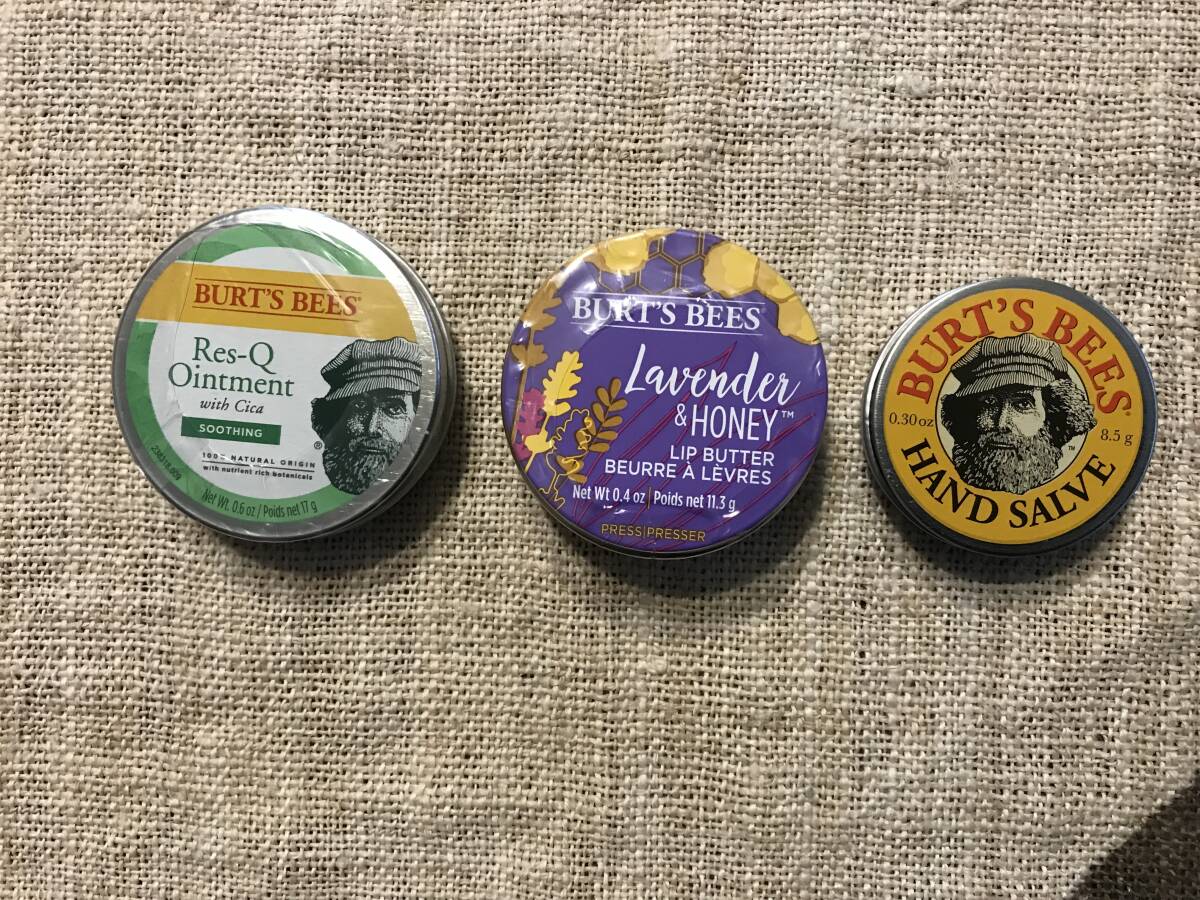 BURT'S BEES®
Res-Q
Ointment
with Cica
SOOTHING
®
100% NATURAL ORIGIN
with nutrient rich botanicals
Net Wt. 0.6 oz / Poids net 17 g
BURT'S BEES®
Lavender
& HONEY™
LIP BUTTER
BEURRE À LÈVRES
Net Wt 0.4 oz | Poids net 11.3 g
PRESS|PRESSER
BURT'S BEES®
0.30 oz
8.5 g
™
HAND SALVE